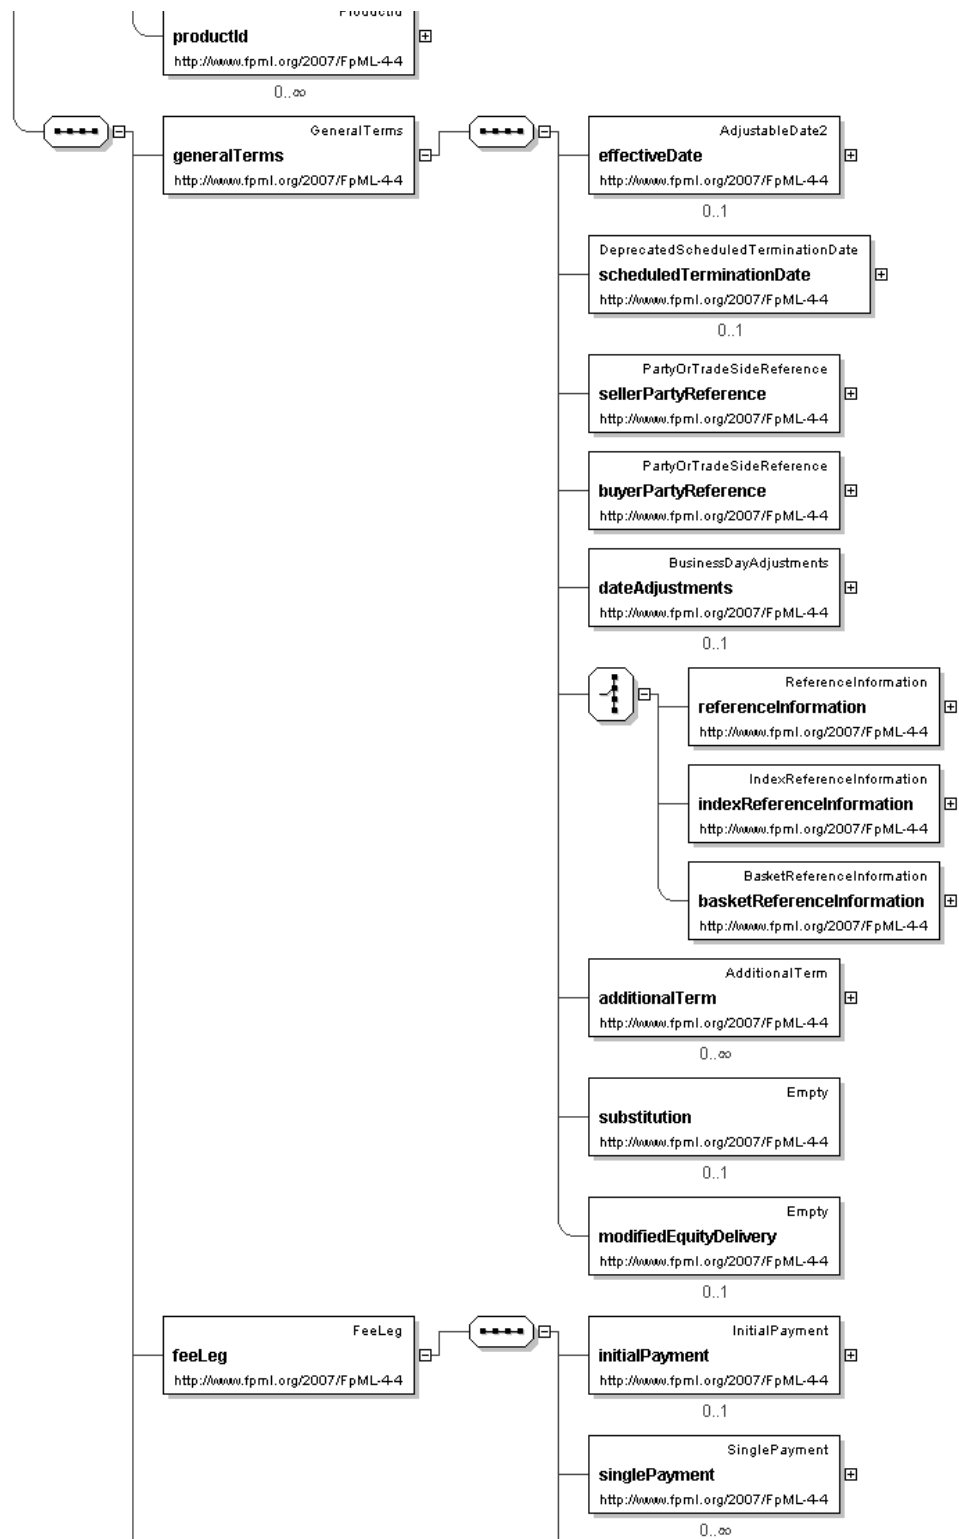 ProductId
productId
http://www.fpml.org/2007/FpML-4-4
0..∞
GeneralTerms
generalTerms
http://www.fpml.org/2007/FpML-4-4
AdjustableDate2
effectiveDate
http://www.fpml.org/2007/FpML-4-4
0..1
DeprecatedScheduledTerminationDate
scheduledTerminationDate
http://www.fpml.org/2007/FpML-4-4
0..1
PartyOrTradeSideReference
sellerPartyReference
http://www.fpml.org/2007/FpML-4-4
PartyOrTradeSideReference
buyerPartyReference
http://www.fpml.org/2007/FpML-4-4
BusinessDayAdjustments
dateAdjustments
http://www.fpml.org/2007/FpML-4-4
0..1
ReferenceInformation
referenceInformation
http://www.fpml.org/2007/FpML-4-4
IndexReferenceInformation
indexReferenceInformation
http://www.fpml.org/2007/FpML-4-4
BasketReferenceInformation
basketReferenceInformation
http://www.fpml.org/2007/FpML-4-4
AdditionalTerm
additionalTerm
http://www.fpml.org/2007/FpML-4-4
0..∞
Empty
substitution
http://www.fpml.org/2007/FpML-4-4
0..1
Empty
modifiedEquityDelivery
http://www.fpml.org/2007/FpML-4-4
0..1
FeeLeg
feeLeg
http://www.fpml.org/2007/FpML-4-4
InitialPayment
initialPayment
http://www.fpml.org/2007/FpML-4-4
0..1
SinglePayment
singlePayment
http://www.fpml.org/2007/FpML-4-4
0..∞